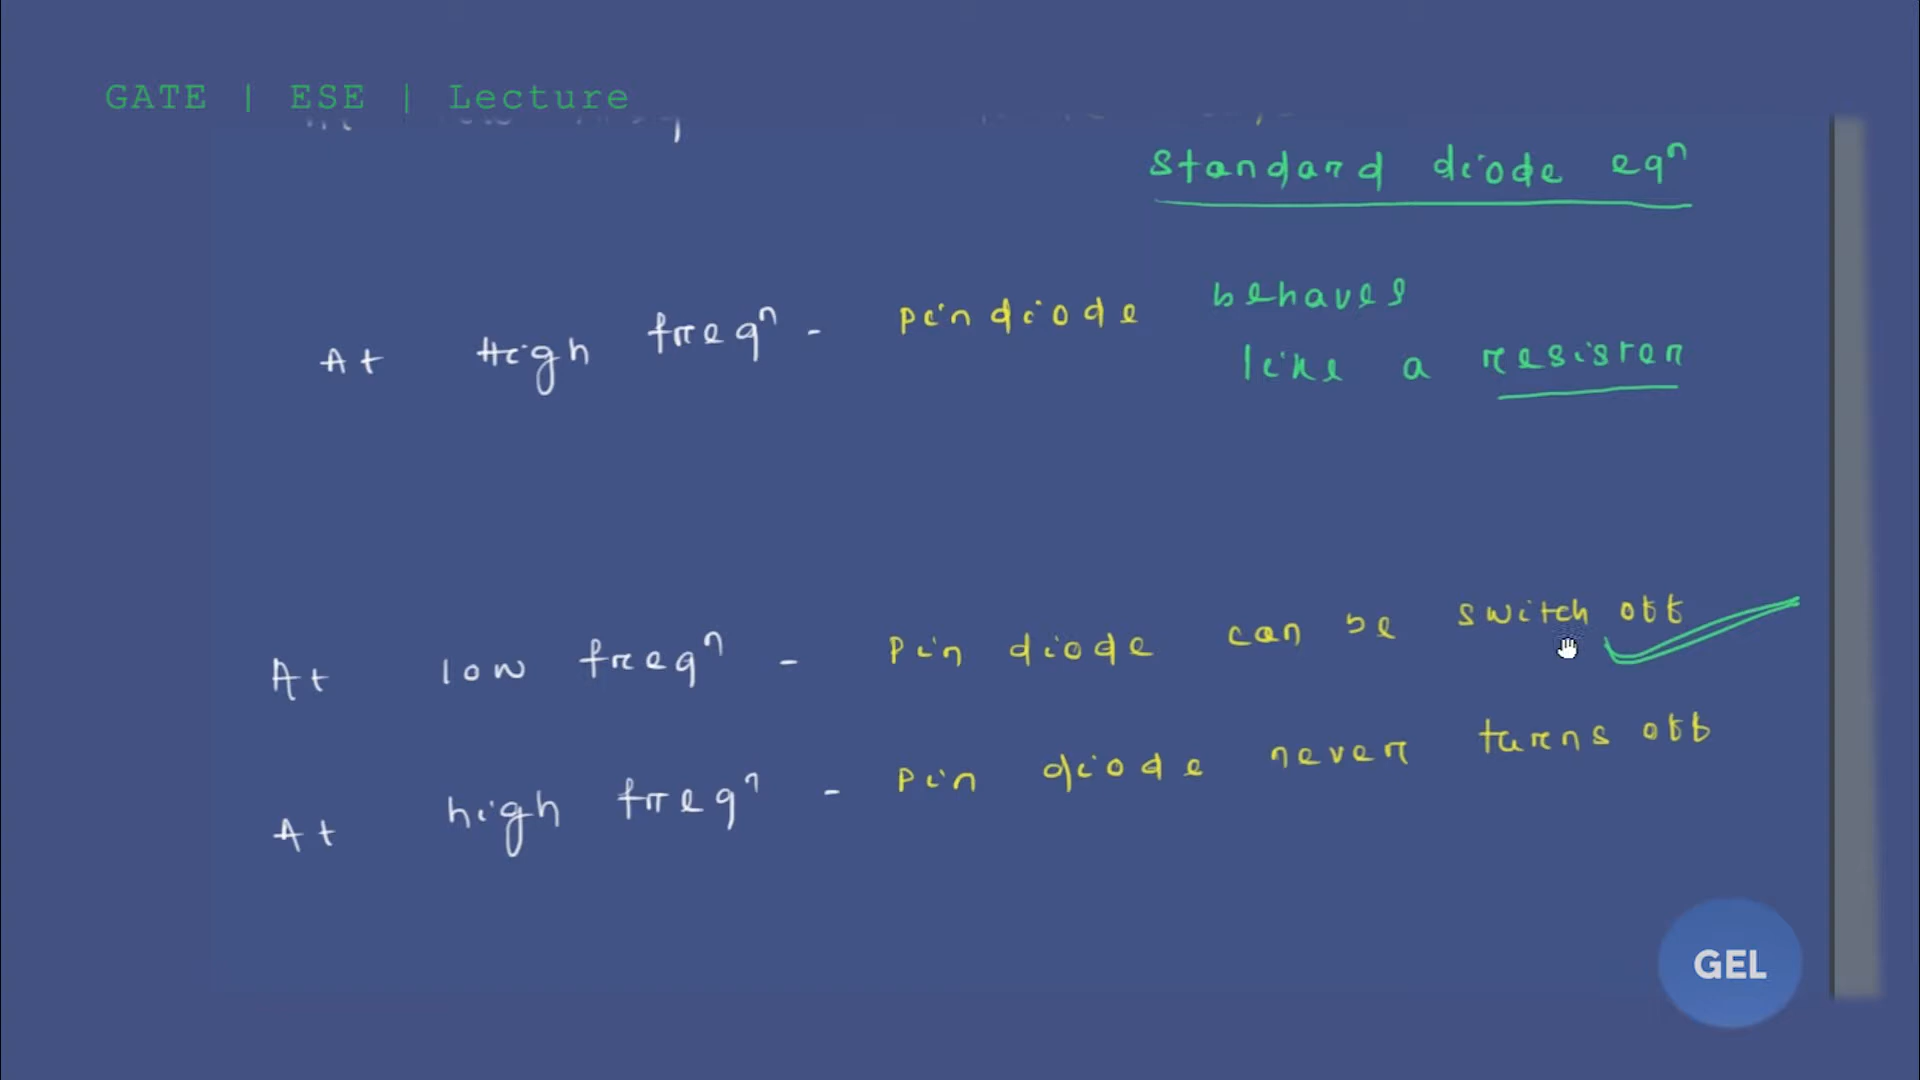 GATE | ESE | Lecture
standard diode eqn
At High freqn - Pin diode behaves
like a resister
At low freqn - Pin diode can be switch off
At high freqn - Pin diode never turns off
GEL